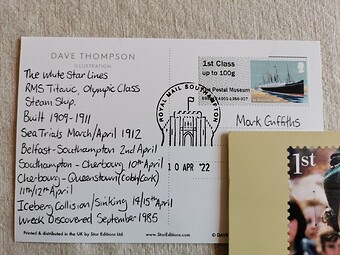 DAVE THOMPSON
ILLUSTRATION
The White Star Lines
RMS Titanic, Olympic Class
Steam Ship.
Built 1909-1911
Sea Trials March/April 1912
Belfast-Southampton 2nd April
Southampton - Cherbourg 10th April
Cherbourg - Queenstown (Cobh/Cork)
11th/12th April
Iceberg Collision/Sinking 14/15th April
Wreck Discovered September 1985
Printed & distributed in the UK by Star Editions Ltd
www.StarEditions.com
© DAVE
1st Class
up to 100g
Postal Museum
ROYAL MAIL SOUTHAMPTON
10 APR '22
Mark Griffiths
1st